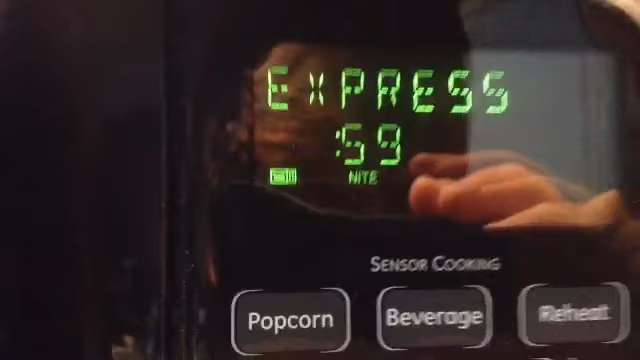 EXPRESS
:59
NITE
SENSOR COOKING
Popcorn Beverage Reheat